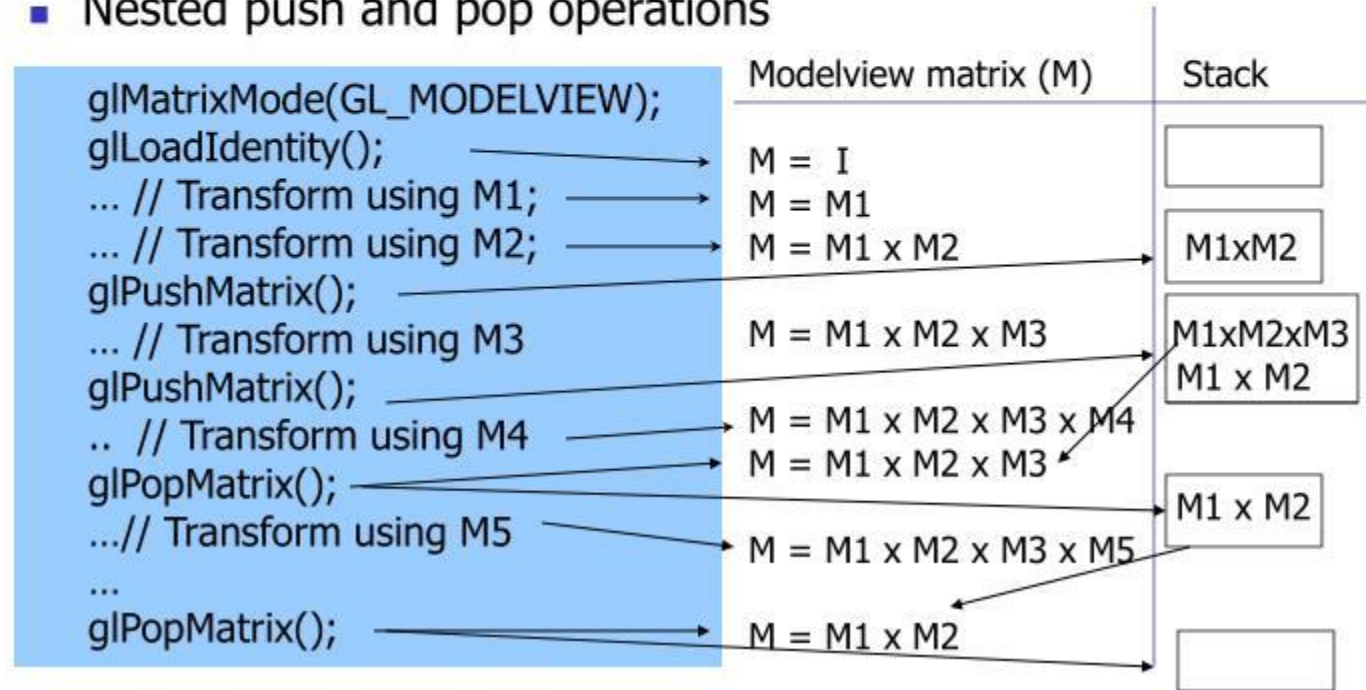 ▪ Nested push and pop operations
Modelview matrix (M) Stack
glMatrixMode(GL_MODELVIEW);
glLoadIdentity();
... // Transform using M1;
... // Transform using M2;
glPushMatrix();
... // Transform using M3
glPushMatrix();
.. // Transform using M4
glPopMatrix();
...// Transform using M5
...
glPopMatrix();
M = I
M = M1
M = M1 x M2
M = M1 x M2 x M3
M = M1 x M2 x M3 x M4
M = M1 x M2 x M3
M = M1 x M2 x M3 x M5
M = M1 x M2
M1xM2
M1xM2xM3
M1 x M2
M1 x M2